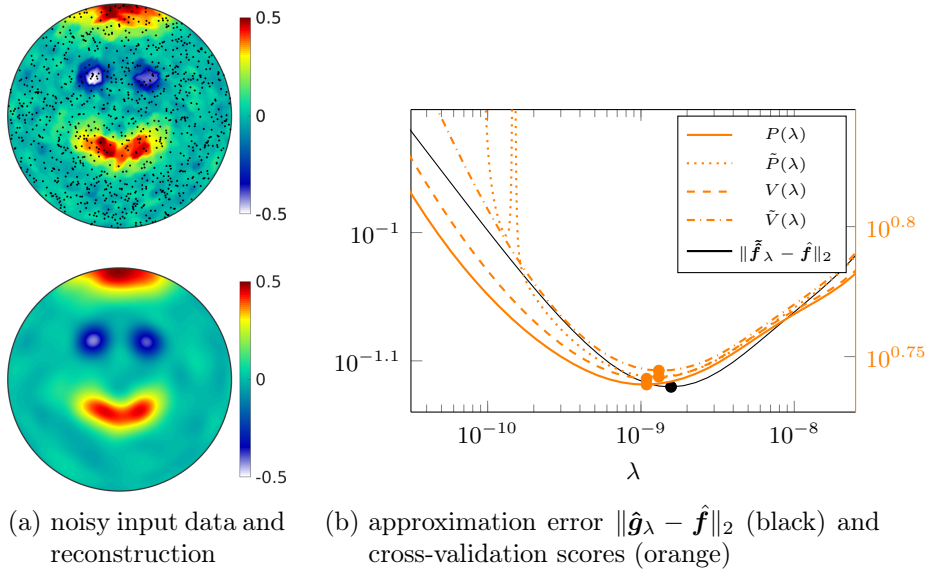 0.5
0
-0.5
0.5
0
-0.5
10^{-1}
10^{-1.1}
10^{0.8}
10^{0.75}
P(λ)
P̃(λ)
V(λ)
Ṽ(λ)
‖f̃̂_λ − f̂‖₂
10^{-10} 10^{-9} 10^{-8}
λ
(a) noisy input data and
reconstruction
(b) approximation error ‖ĝ_λ − f̂‖₂ (black) and
cross-validation scores (orange)